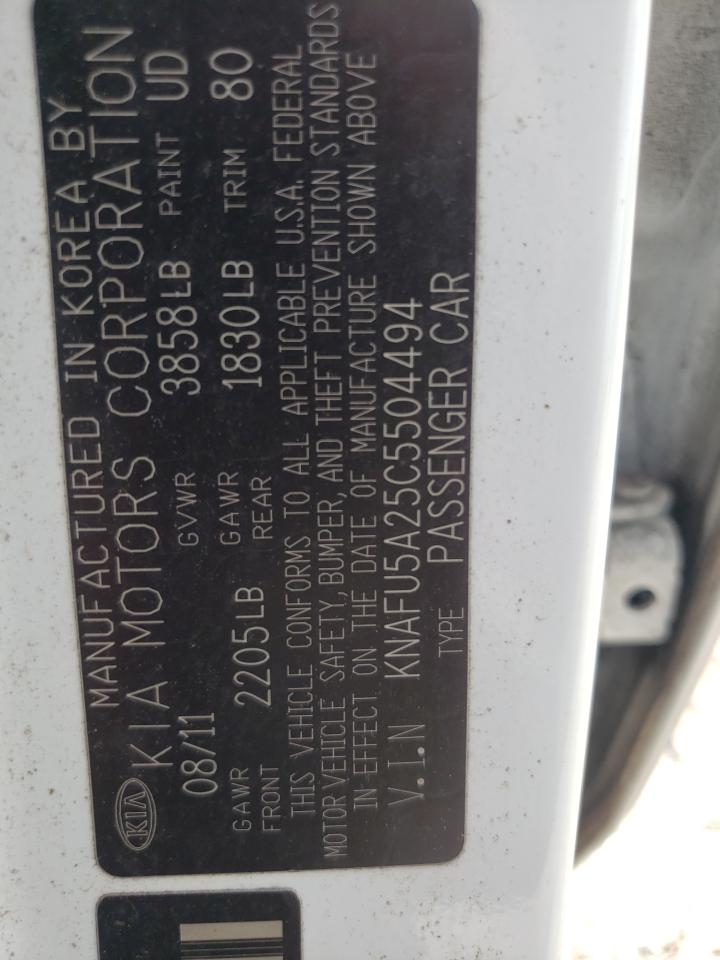 MANUFACTURED IN KOREA BY
KIA KIA MOTORS CORPORATION
08/11 GVWR 3858LB PAINT UD
GAWR FRONT 2205LB GAWR REAR 1830LB TRIM 80
THIS VEHICLE CONFORMS TO ALL APPLICABLE U.S.A. FEDERAL
MOTOR VEHICLE SAFETY, BUMPER, AND THEFT PREVENTION STANDARDS
IN EFFECT ON THE DATE OF MANUFACTURE SHOWN ABOVE
V.I.N KNAFU5A25C5504494
TYPE PASSENGER CAR